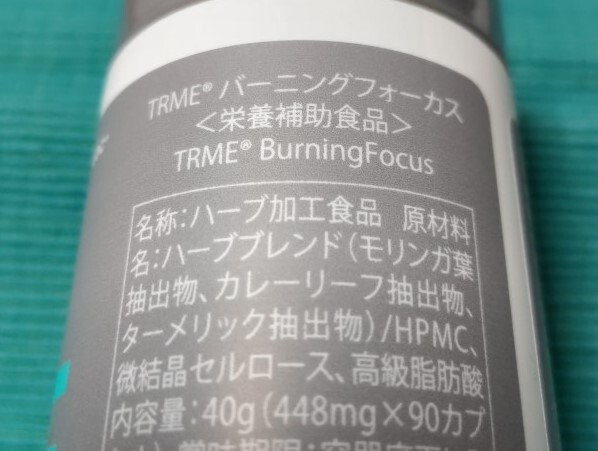 TRME® バーニングフォーカス
＜栄養補助食品＞
TRME® BurningFocus
名称：ハーブ加工食品　原材料
名：ハーブブレンド（モリンガ葉
抽出物、カレーリーフ抽出物、
ターメリック抽出物）/HPMC、
微結晶セルロース、高級脂肪酸
内容量：40g（448mg×90カプ